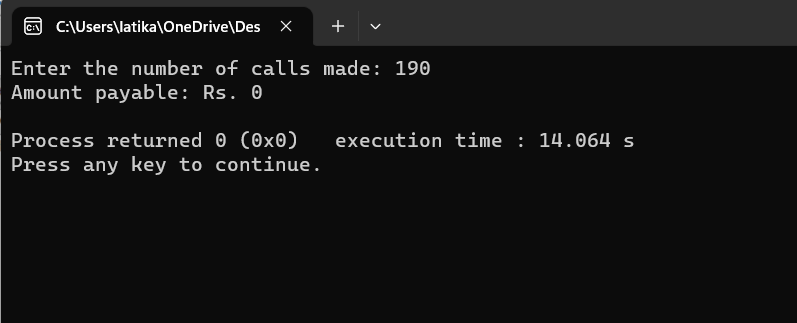 C:\Users\latika\OneDrive\Des
Enter the number of calls made: 190
Amount payable: Rs. 0
Process returned 0 (0x0)   execution time : 14.064 s
Press any key to continue.